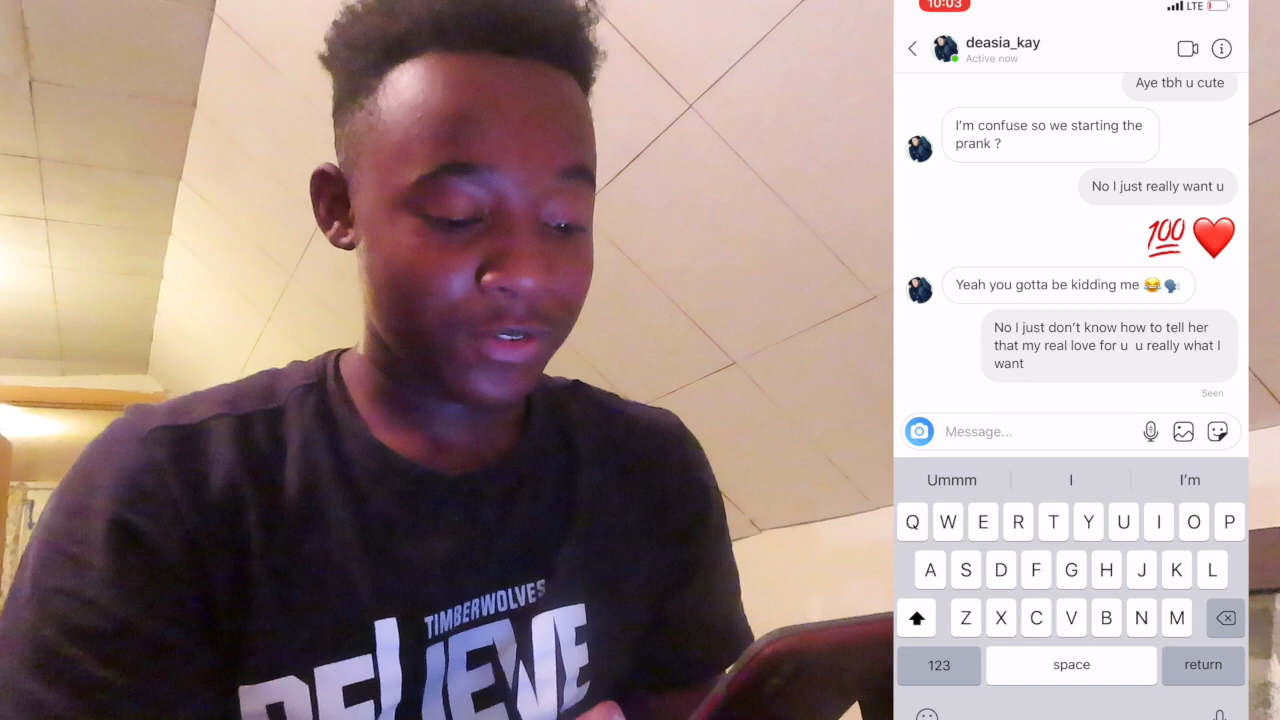 10:03
LTE
deasia_kay
Active now
Aye tbh u cute
I'm confuse so we starting the
prank ?
No I just really want u
💯❤️
Yeah you gotta be kidding me 😂🗣️
No I just don't know how to tell her
that my real love for u  u really what I
want
Seen
Message...
Ummm I I'm
Q W E R T Y U I O P
A S D F G H J K L
Z X C V B N M
123 space return
TIMBERWOLVES
BELIEVE